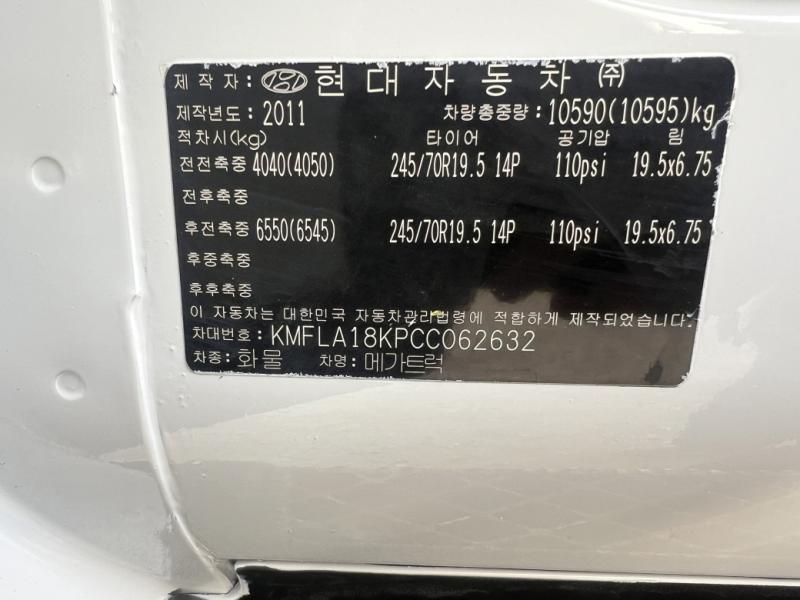 제작자: 현대자동차 ㈜
제작년도: 2011 차량총중량: 10590(10595)kg
적차시(kg) 타이어 공기압 림
전전축중 4040(4050) 245/70R19.5 14P 110psi 19.5x6.75
전후축중
후전축중 6550(6545) 245/70R19.5 14P 110psi 19.5x6.75
후중축중
후후축중
이 자동차는 대한민국 자동차관리법령에 적합하게 제작되었습니다.
차대번호: KMFLA18KPCC062632
차종: 화물 차명: 메가트럭